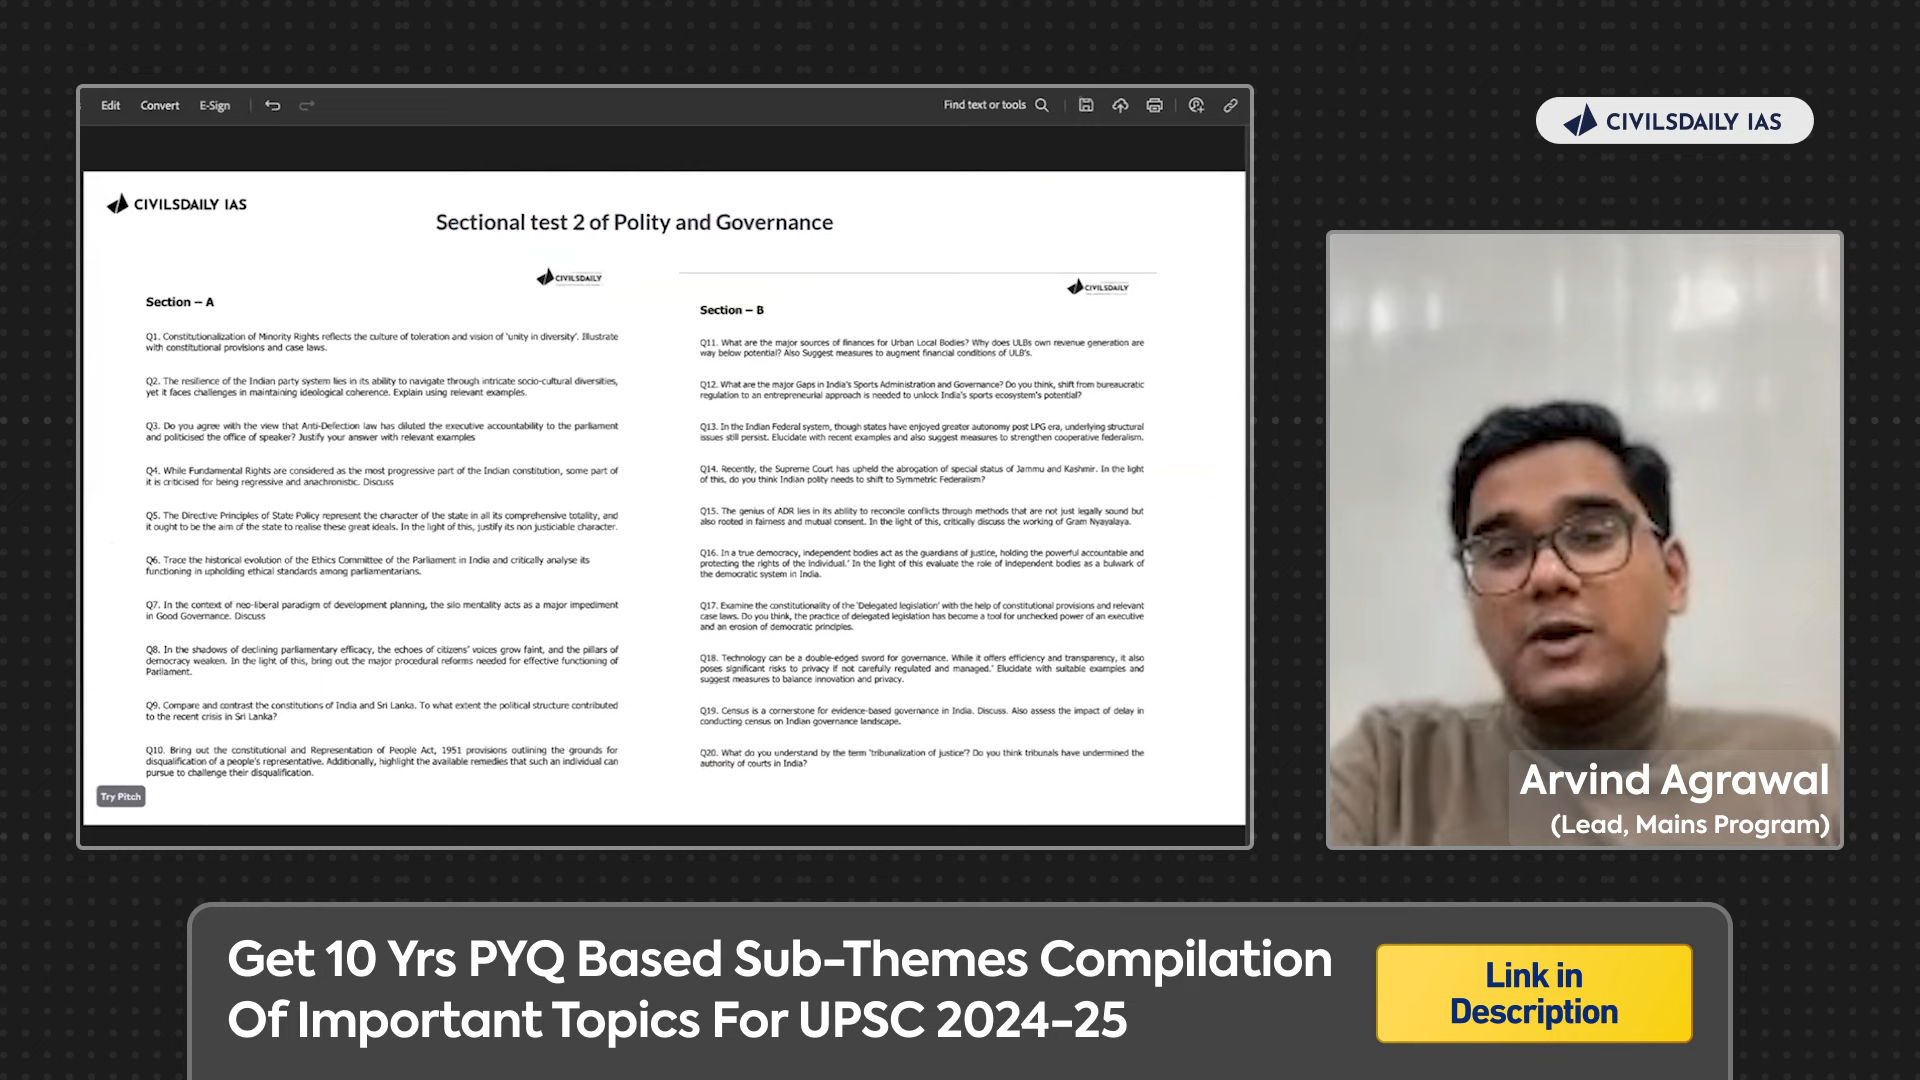 Edit Convert E-Sign
Find text or tools
CIVILSDAILY IAS
CIVILSDAILY IAS
Sectional test 2 of Polity and Governance
CIVILSDAILY
Section – A
Q1. Constitutionalization of Minority Rights reflects the culture of toleration and vision of 'unity in diversity'. Illustrate
with constitutional provisions and case laws.
Q2. The resilience of the Indian party system lies in its ability to navigate through intricate socio-cultural diversities,
yet it faces challenges in maintaining ideological coherence. Explain using relevant examples.
Q3. Do you agree with the view that Anti-Defection law has diluted the executive accountability to the parliament
and politicised the office of speaker? Justify your answer with relevant examples
Q4. While Fundamental Rights are considered as the most progressive part of the Indian constitution, some part of
it is criticised for being regressive and anachronistic. Discuss
Q5. The Directive Principles of State Policy represent the character of the state in all its comprehensive totality, and
it ought to be the aim of the state to realise these great ideals. In the light of this, justify its non justiciable character.
Q6. Trace the historical evolution of the Ethics Committee of the Parliament in India and critically analyse its
functioning in upholding ethical standards among parliamentarians.
Q7. In the context of neo-liberal paradigm of development planning, the silo mentality acts as a major impediment
in Good Governance. Discuss
Q8. In the shadows of declining parliamentary efficacy, the echoes of citizens' voices grow faint, and the pillars of
democracy weaken. In the light of this, bring out the major procedural reforms needed for effective functioning of
Parliament.
Q9. Compare and contrast the constitutions of India and Sri Lanka. To what extent the political structure contributed
to the recent crisis in Sri Lanka?
Q10. Bring out the constitutional and Representation of People Act, 1951 provisions outlining the grounds for
disqualification of a people's representative. Additionally, highlight the available remedies that such an individual can
pursue to challenge their disqualification.
Try Pitch
CIVILSDAILY
Section – B
Q11. What are the major sources of finances for Urban Local Bodies? Why does ULBs own revenue generation are
way below potential? Also Suggest measures to augment financial conditions of ULB's.
Q12. What are the major Gaps in India's Sports Administration and Governance? Do you think, shift from bureaucratic
regulation to an entrepreneurial approach is needed to unlock India's sports ecosystem's potential?
Q13. In the Indian Federal system, though states have enjoyed greater autonomy post LPG era, underlying structural
issues still persist. Elucidate with recent examples and also suggest measures to strengthen cooperative federalism.
Q14. Recently, the Supreme Court has upheld the abrogation of special status of Jammu and Kashmir. In the light
of this, do you think Indian polity needs to shift to Symmetric Federalism?
Q15. The genius of ADR lies in its ability to reconcile conflicts through methods that are not just legally sound but
also rooted in fairness and mutual consent. In the light of this, critically discuss the working of Gram Nyayalaya.
Q16. In a true democracy, independent bodies act as the guardians of justice, holding the powerful accountable and
protecting the rights of the individual.' In the light of this evaluate the role of independent bodies as a bulwark of
the democratic system in India.
Q17. Examine the constitutionality of the 'Delegated legislation' with the help of constitutional provisions and relevant
case laws. Do you think, the practice of delegated legislation has become a tool for unchecked power of an executive
and an erosion of democratic principles.
Q18. Technology can be a double-edged sword for governance. While it offers efficiency and transparency, it also
poses significant risks to privacy if not carefully regulated and managed.' Elucidate with suitable examples and
suggest measures to balance innovation and privacy.
Q19. Census is a cornerstone for evidence-based governance in India. Discuss. Also assess the impact of delay in
conducting census on Indian governance landscape.
Q20. What do you understand by the term 'tribunalization of justice'? Do you think tribunals have undermined the
authority of courts in India?
Arvind Agrawal
(Lead, Mains Program)
Get 10 Yrs PYQ Based Sub-Themes Compilation
Of Important Topics For UPSC 2024-25
Link in
Description